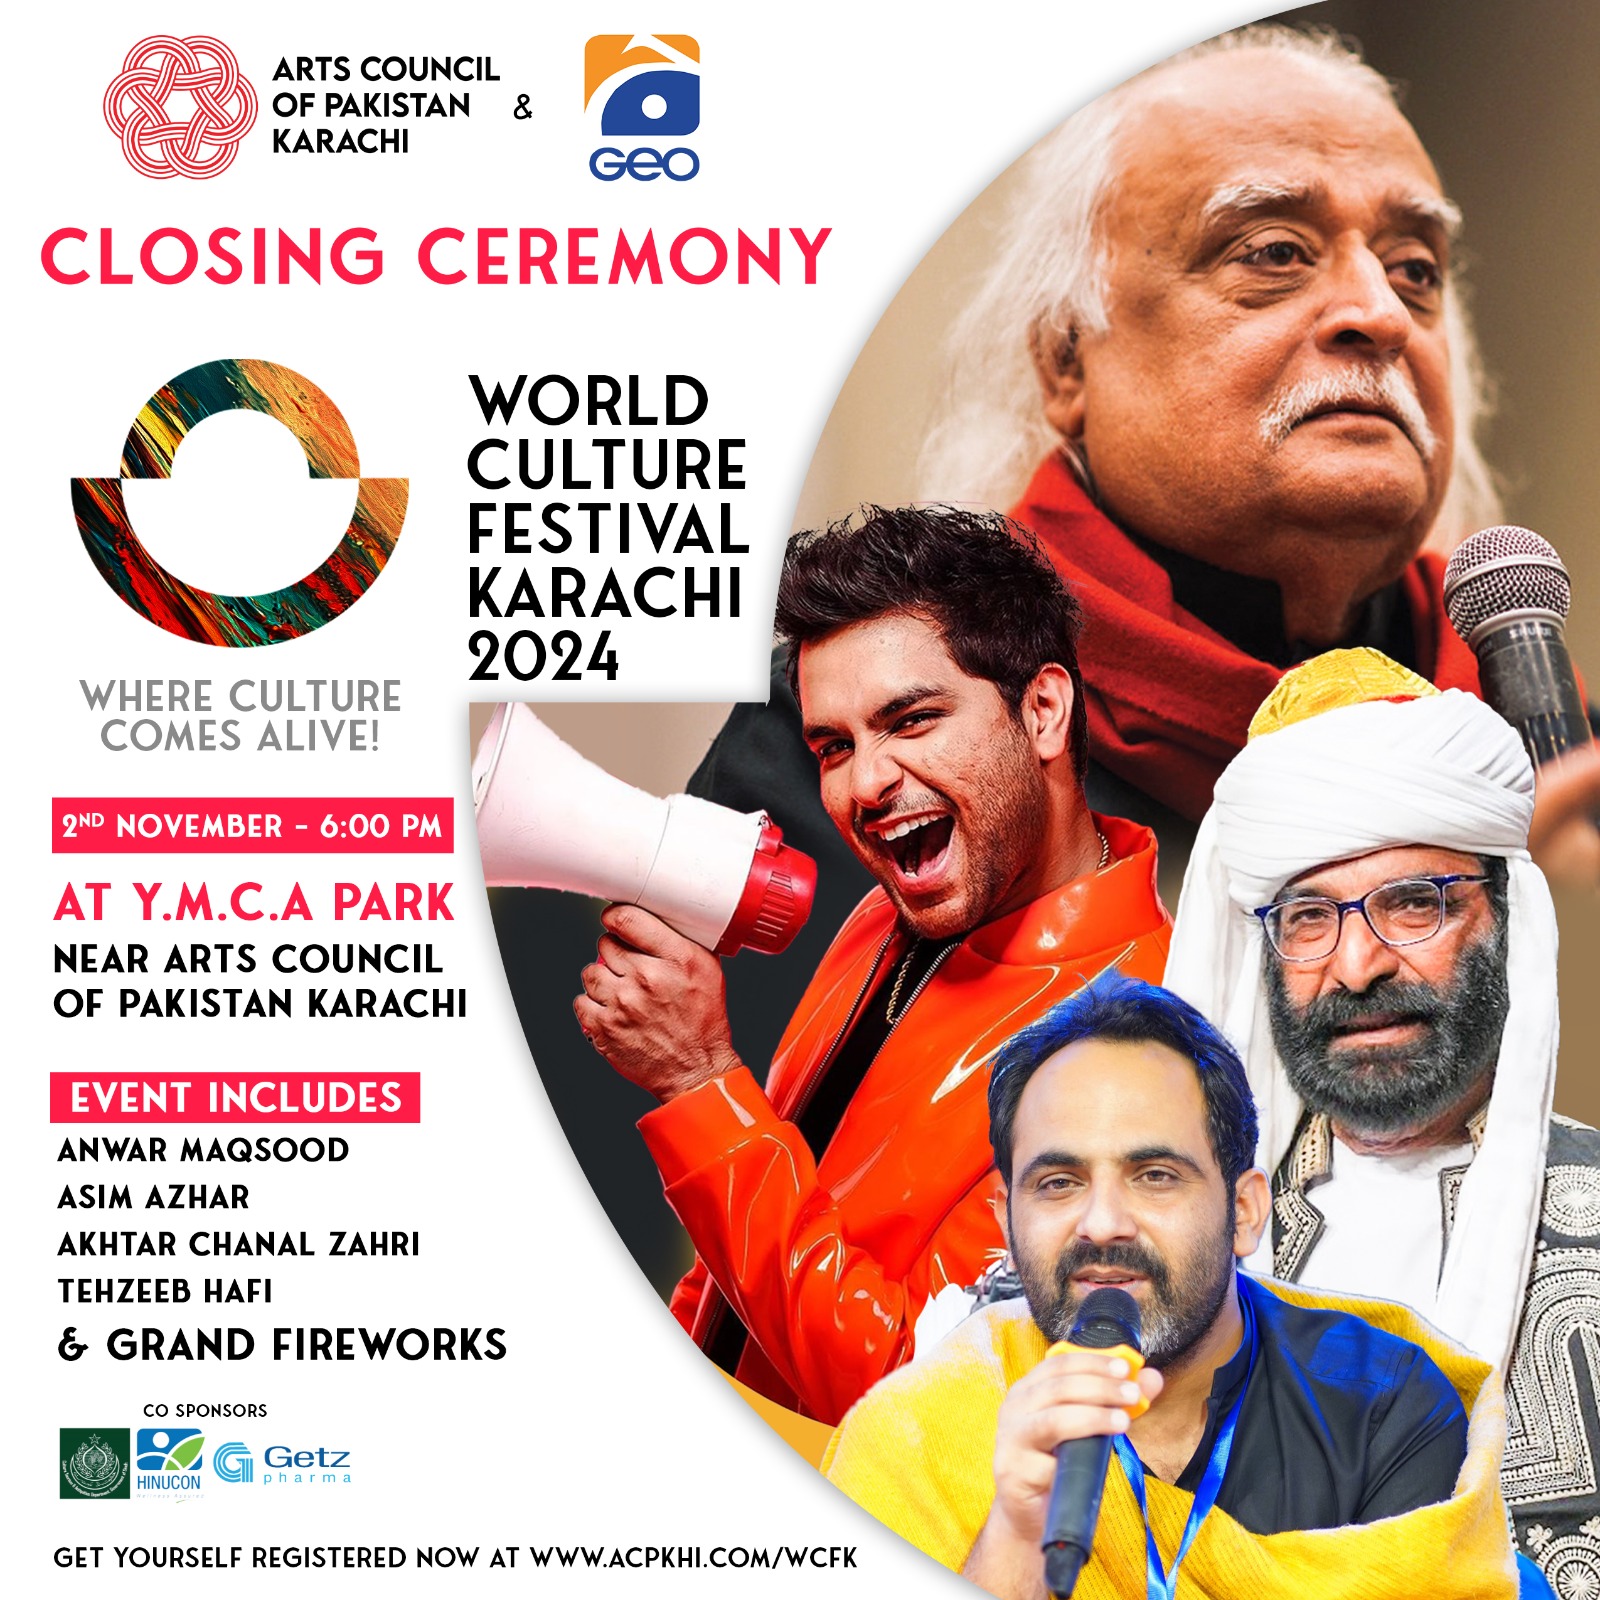 ARTS COUNCIL
OF PAKISTAN
KARACHI
&
GEO
CLOSING CEREMONY
WORLD
CULTURE
FESTIVAL
KARACHI
2024
WHERE CULTURE
COMES ALIVE!
2ND NOVEMBER - 6:00 PM
AT Y.M.C.A PARK
NEAR ARTS COUNCIL
OF PAKISTAN KARACHI
EVENT INCLUDES
ANWAR MAQSOOD
ASIM AZHAR
AKHTAR CHANAL ZAHRI
TEHZEEB HAFI
& GRAND FIREWORKS
CO SPONSORS
HINUCON
Getz
pharma
GET YOURSELF REGISTERED NOW AT WWW.ACPKHI.COM/WCFK
SHURE